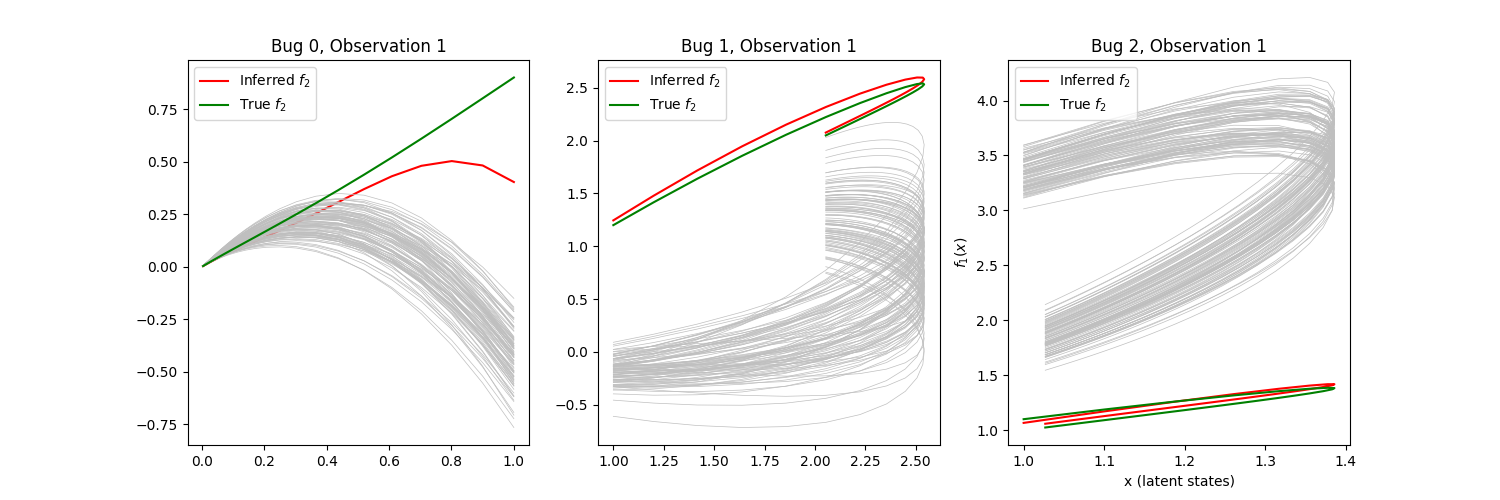 Bug 0, Observation 1
Inferred f₂
True f₂
0.75
0.50
0.25
0.00
−0.25
−0.50
−0.75
0.0 0.2 0.4 0.6 0.8 1.0
Bug 1, Observation 1
Inferred f₂
True f₂
2.5
2.0
1.5
1.0
0.5
0.0
−0.5
1.00 1.25 1.50 1.75 2.00 2.25 2.50
Bug 2, Observation 1
Inferred f₂
True f₂
f₁(x)
4.0
3.5
3.0
2.5
2.0
1.5
1.0
1.0 1.1 1.2 1.3 1.4
x (latent states)